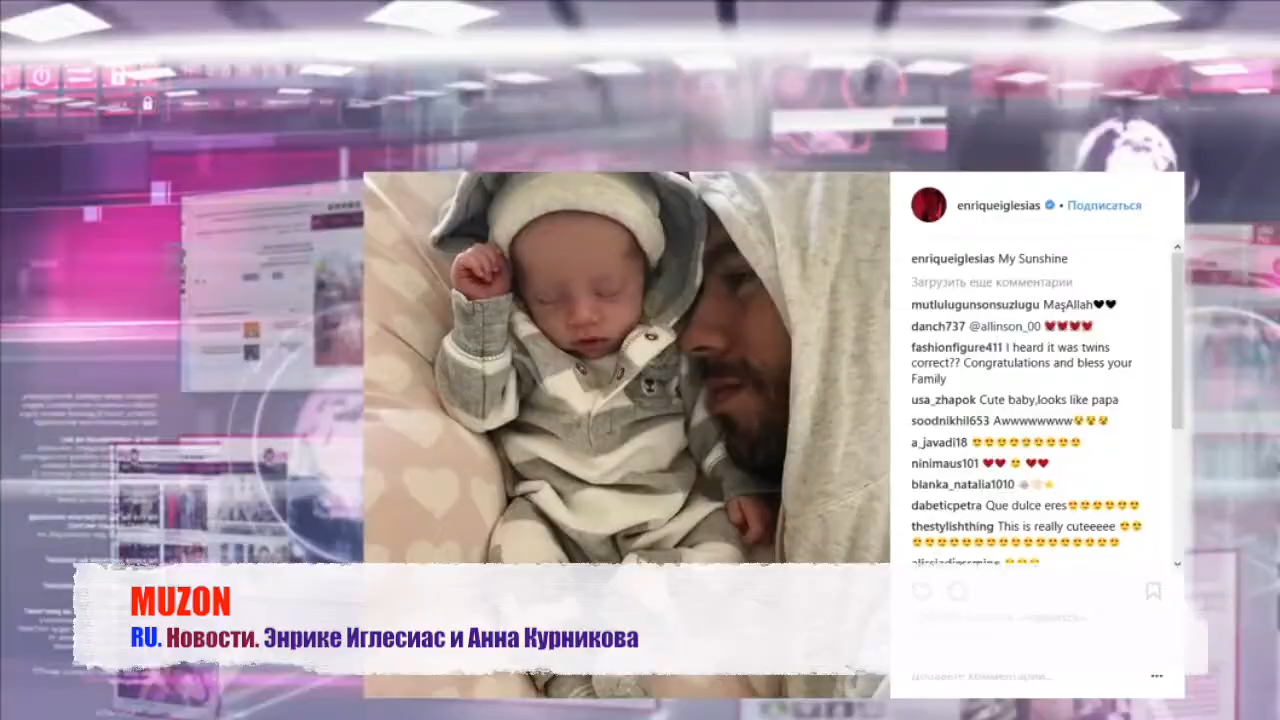 enriqueiglesias • Подписаться
enriqueiglesias My Sunshine
Загрузить еще комментарии
mutlulugunsonsuzlugu MaşAllah🖤🖤
danch737 @allinson_00 ❤️❤️❤️❤️
fashionfigure411 I heard it was twins
correct?? Congratulations and bless your
Family
usa_zhapok Cute baby,looks like papa
soodnikhil653 Awwwwwwww😍😍😍
a_javadi18 😍😍😍😍😍😍😍😍😍
ninimaus101
blanka_natalia1010
dabeticpetra Que dulce eres😍😍😍😍😍😍
thestylishthing This is really cuteeeee
Добавьте комментарий...
MUZON
RU. Новости. Энрике Иглесиас и Анна Курникова